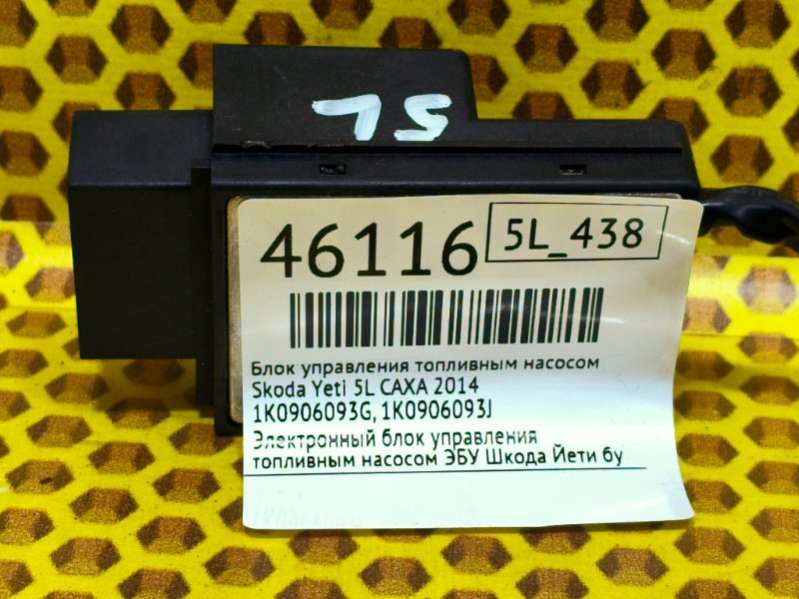 5L
46116
5L_438
Блок управления топливным насосом
Skoda Yeti 5L CAXA 2014
1K0906093G, 1K0906093J
Электронный блок управления
топливным насосом ЭБУ Шкода Йети бу